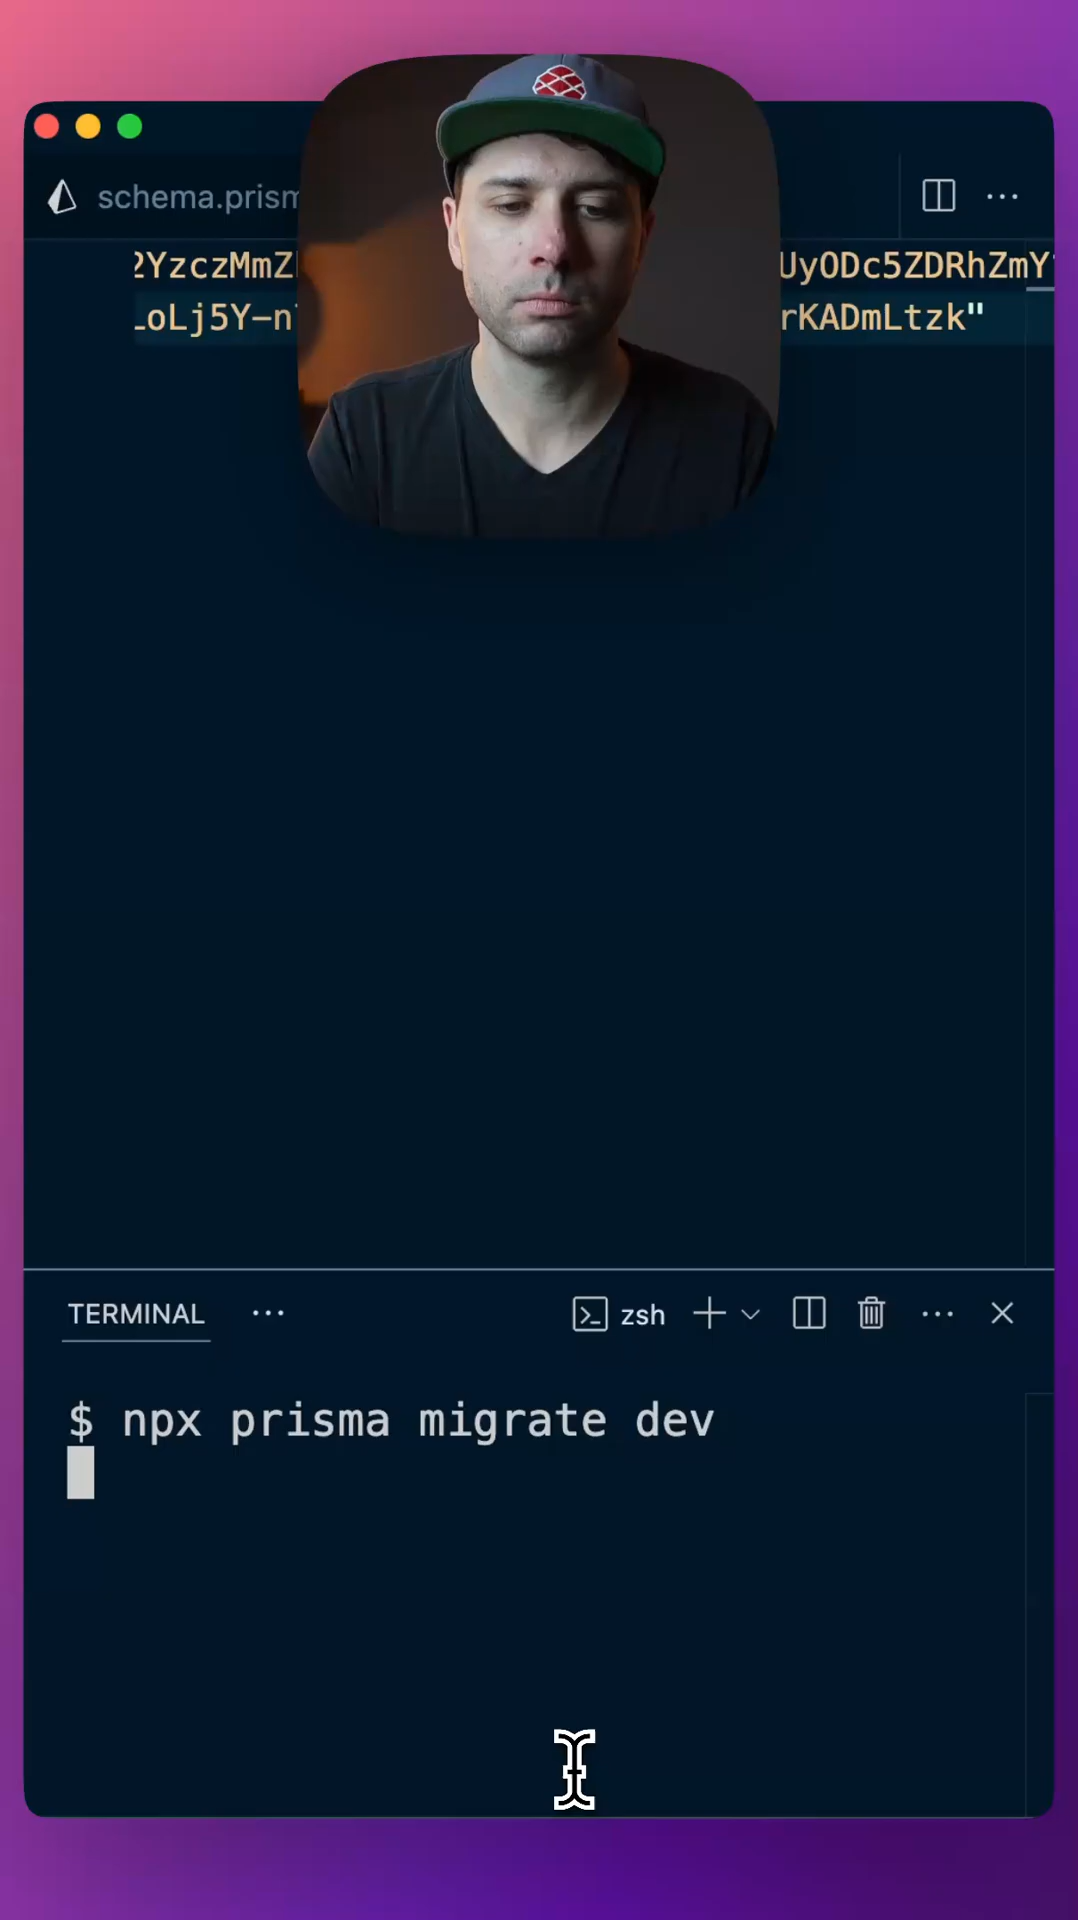 schema.prism
2YzczMmZ UyODc5ZDRhZmY
LoLj5Y-n rKADmLtzk"
TERMINAL
zsh
$ npx prisma migrate dev